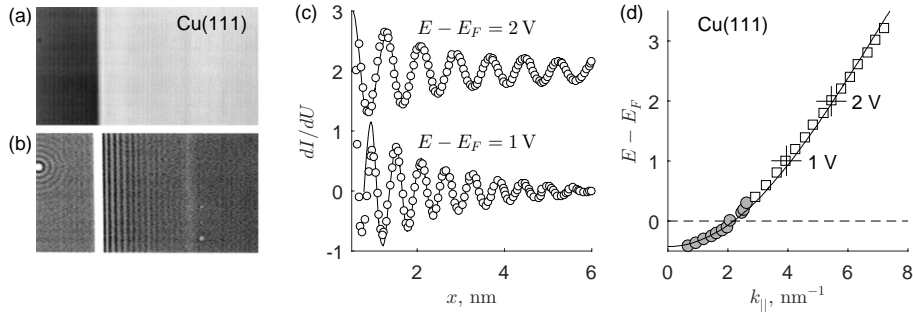 (a)
Cu(111)
(b)
(c)
3
2
1
0
-1
dI/dU
E − E_F = 2 V
E − E_F = 1 V
2
4
6
x, nm
(d)
Cu(111)
3
2
1
0
E − E_F
2 V
1 V
0
2
4
6
8
k_||, nm⁻¹